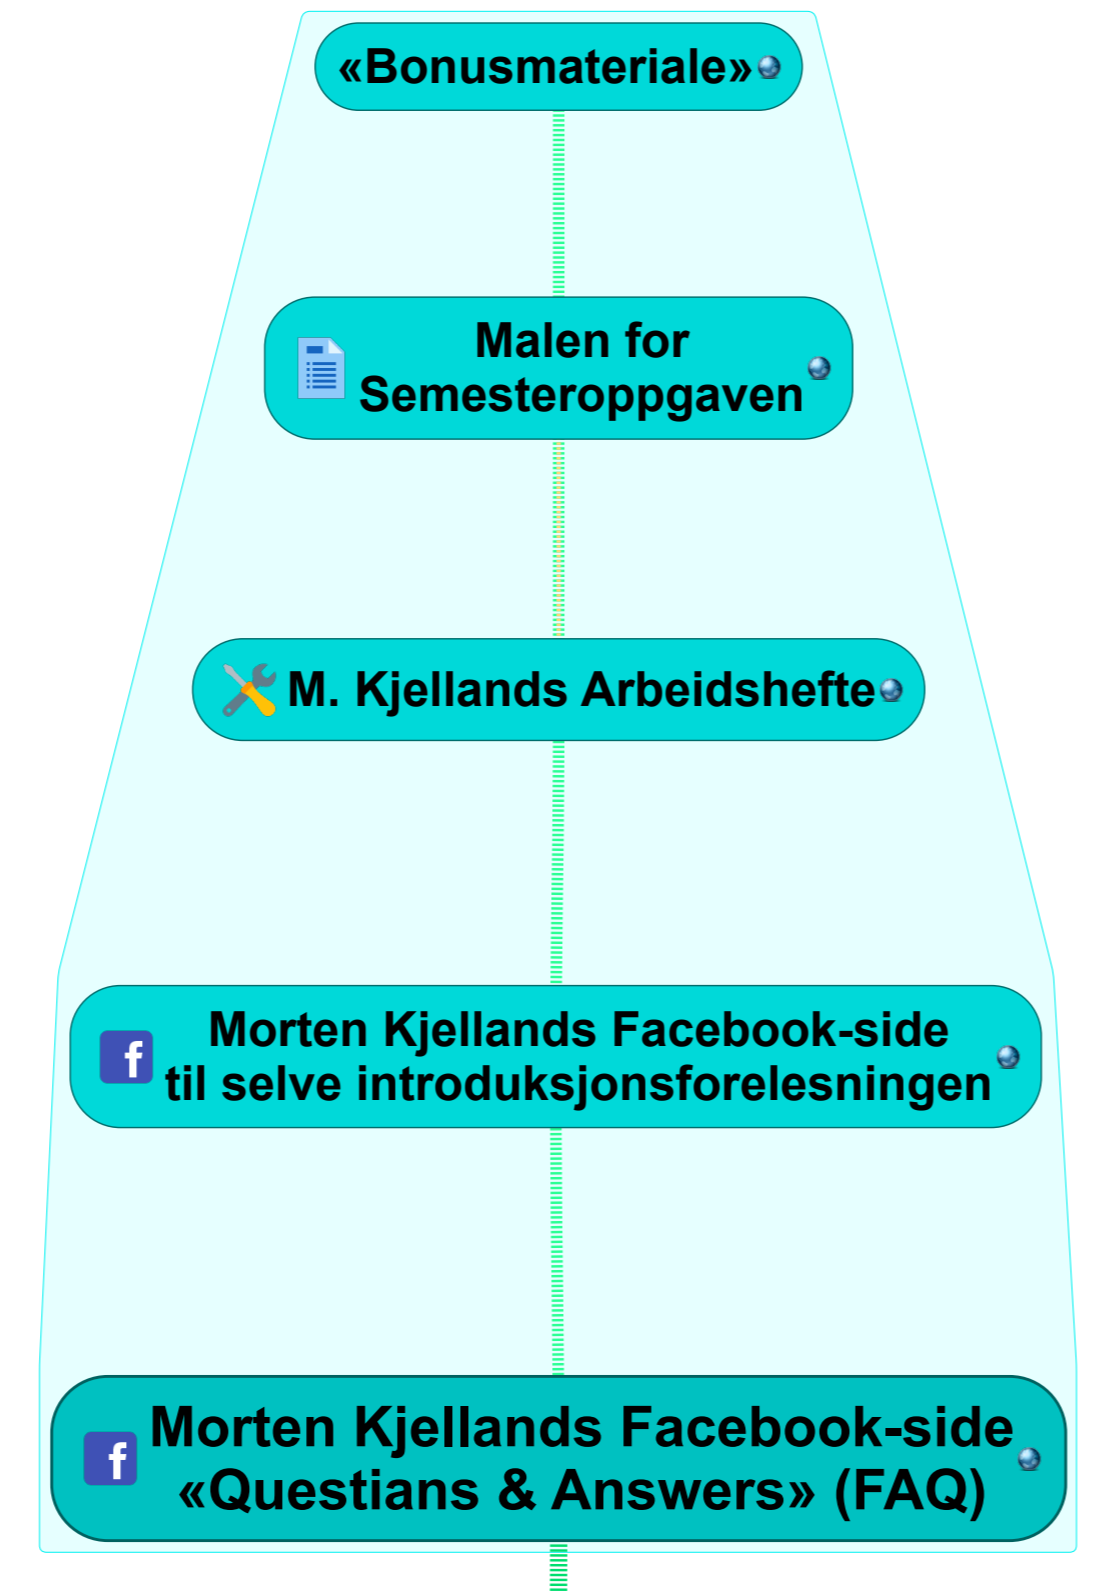 «Bonusmateriale»
Malen for
Semesteroppgaven
M. Kjellands Arbeidshefte
Morten Kjellands Facebook-side
til selve introduksjonsforelesningen
Morten Kjellands Facebook-side
«Questians & Answers» (FAQ)